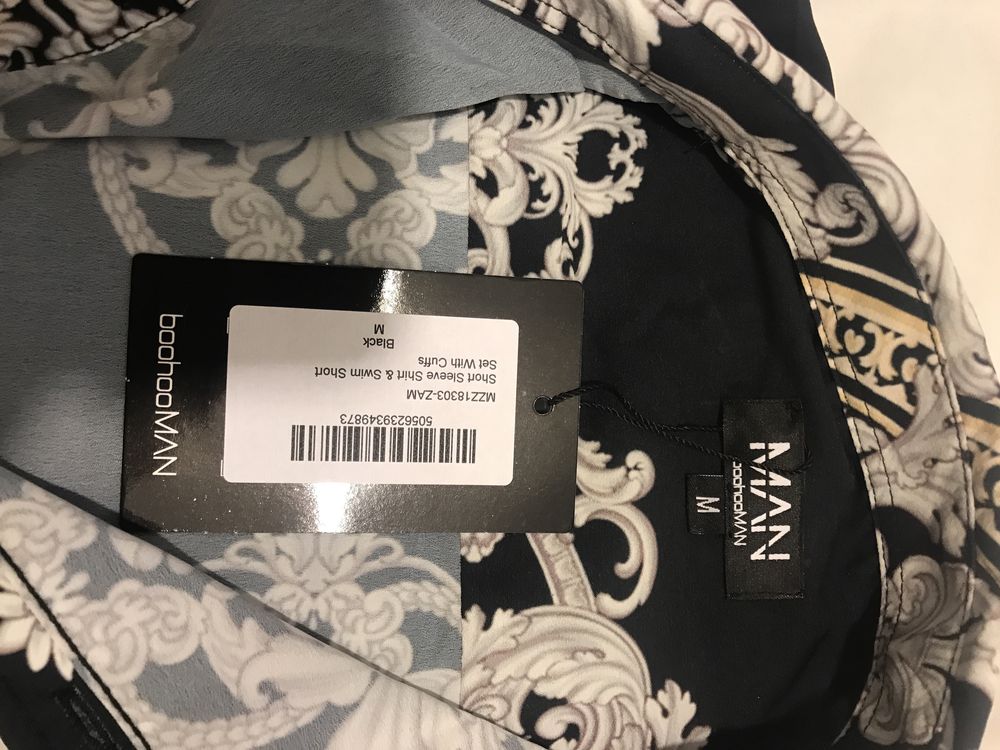 boohooMAN
5056239349873
MZZ18303-ZAM
Short Sleeve Shirt & Swim Short
Set With Cuffs
Black
M
MAN
boohooMAN
M